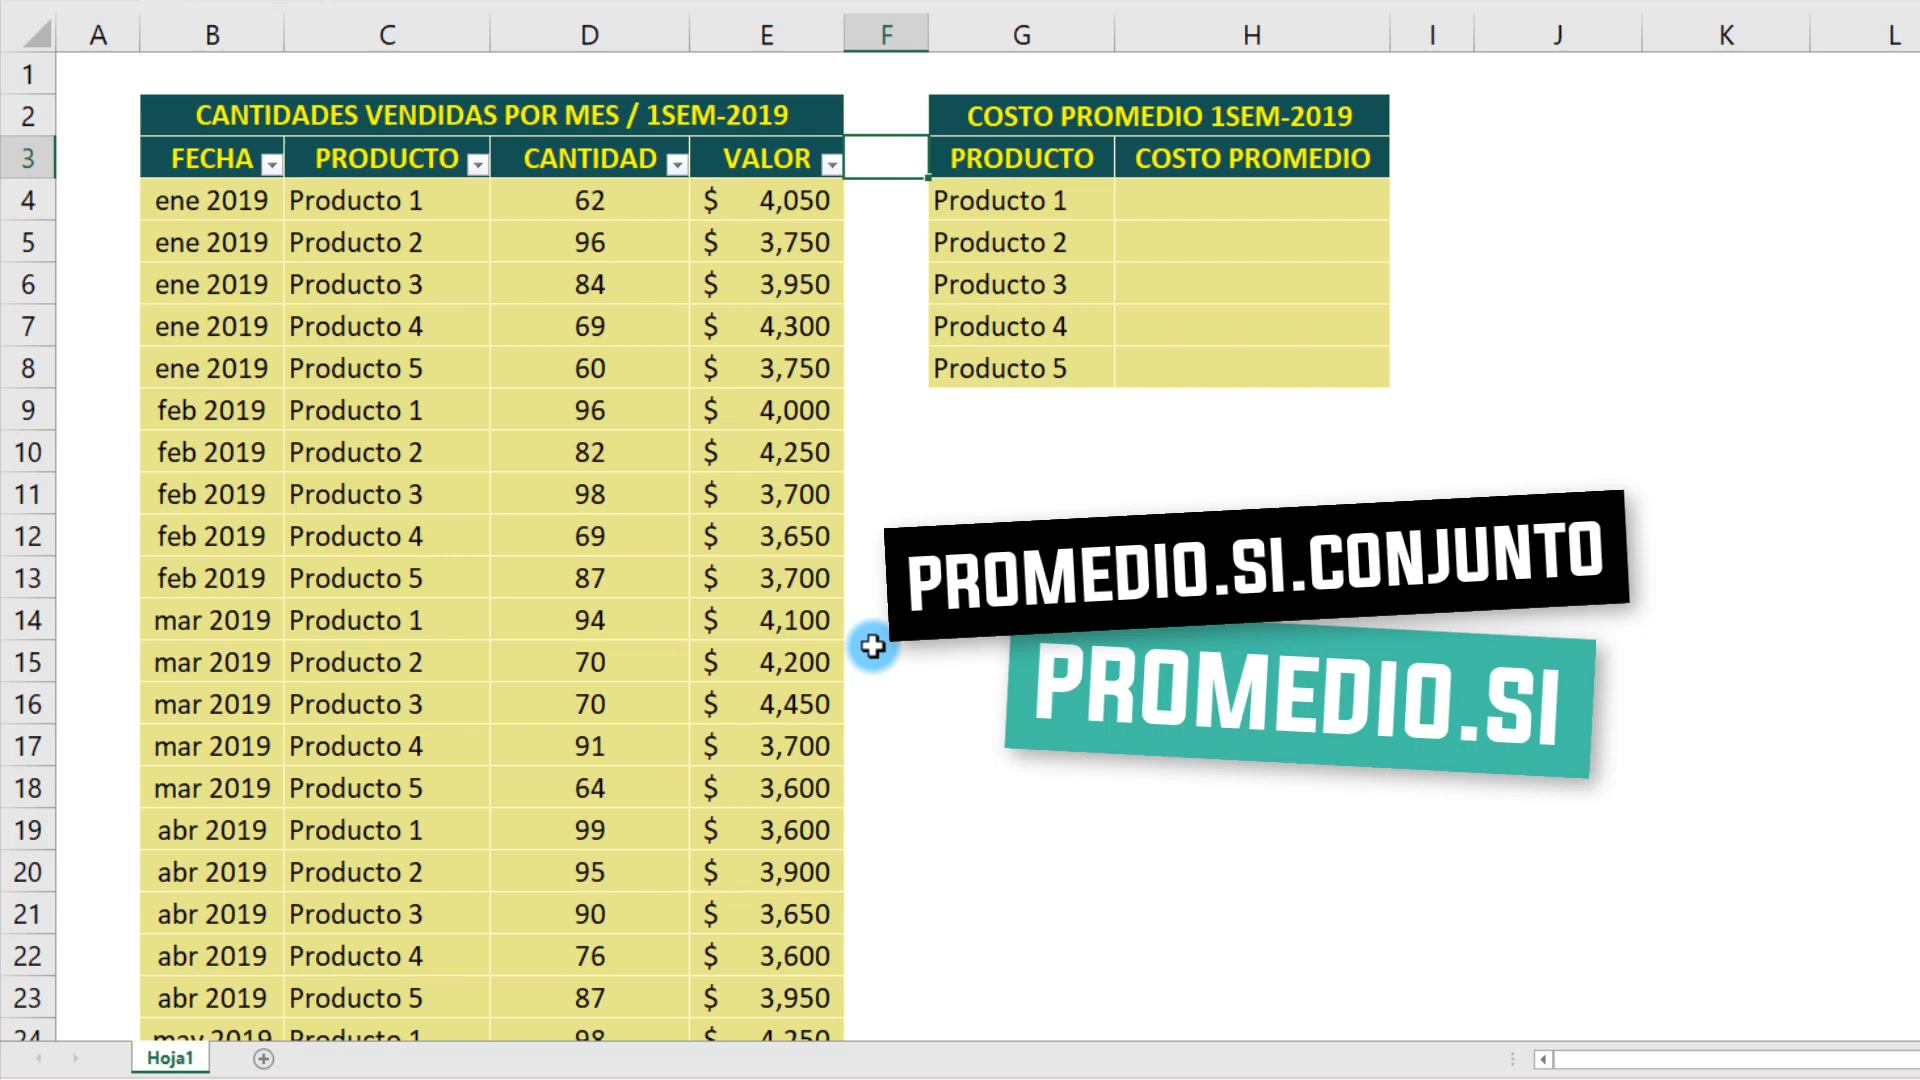 A B C D E F G H I J K L
1
2 CANTIDADES VENDIDAS POR MES / 1SEM-2019 COSTO PROMEDIO 1SEM-2019
3 FECHA PRODUCTO CANTIDAD VALOR PRODUCTO COSTO PROMEDIO
4 ene 2019 Producto 1 62 $ 4,050 Producto 1
5 ene 2019 Producto 2 96 $ 3,750 Producto 2
6 ene 2019 Producto 3 84 $ 3,950 Producto 3
7 ene 2019 Producto 4 69 $ 4,300 Producto 4
8 ene 2019 Producto 5 60 $ 3,750 Producto 5
9 feb 2019 Producto 1 96 $ 4,000
10 feb 2019 Producto 2 82 $ 4,250
11 feb 2019 Producto 3 98 $ 3,700
12 feb 2019 Producto 4 69 $ 3,650
13 feb 2019 Producto 5 87 $ 3,700
PROMEDIO.SI.CONJUNTO
14 mar 2019 Producto 1 94 $ 4,100
15 mar 2019 Producto 2 70 $ 4,200
16 mar 2019 Producto 3 70 $ 4,450
PROMEDIO.SI
17 mar 2019 Producto 4 91 $ 3,700
18 mar 2019 Producto 5 64 $ 3,600
19 abr 2019 Producto 1 99 $ 3,600
20 abr 2019 Producto 2 95 $ 3,900
21 abr 2019 Producto 3 90 $ 3,650
22 abr 2019 Producto 4 76 $ 3,600
23 abr 2019 Producto 5 87 $ 3,950
24 may 2019 Producto 1 98 $ 4,250
Hoja1